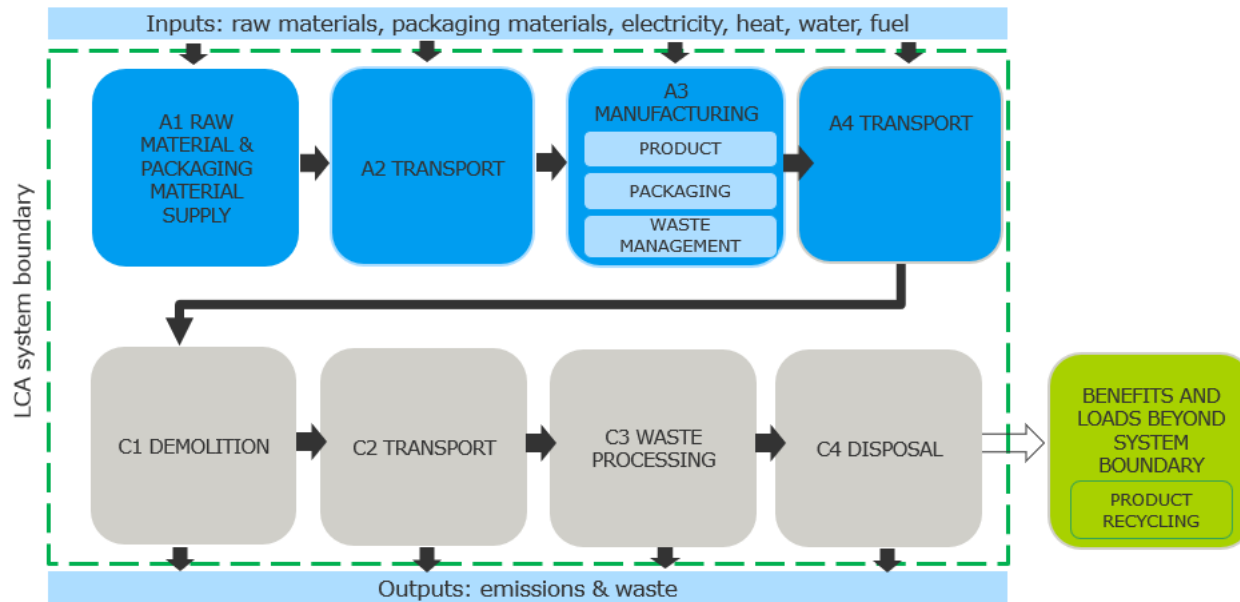 Inputs: raw materials, packaging materials, electricity, heat, water, fuel
LCA system boundary
A1 RAW
MATERIAL &
PACKAGING
MATERIAL
SUPPLY
A2 TRANSPORT
A3
MANUFACTURING
PRODUCT
PACKAGING
WASTE
MANAGEMENT
A4 TRANSPORT
C1 DEMOLITION
C2 TRANSPORT
C3 WASTE
PROCESSING
C4 DISPOSAL
BENEFITS AND
LOADS BEYOND
SYSTEM
BOUNDARY
PRODUCT
RECYCLING
Outputs: emissions & waste